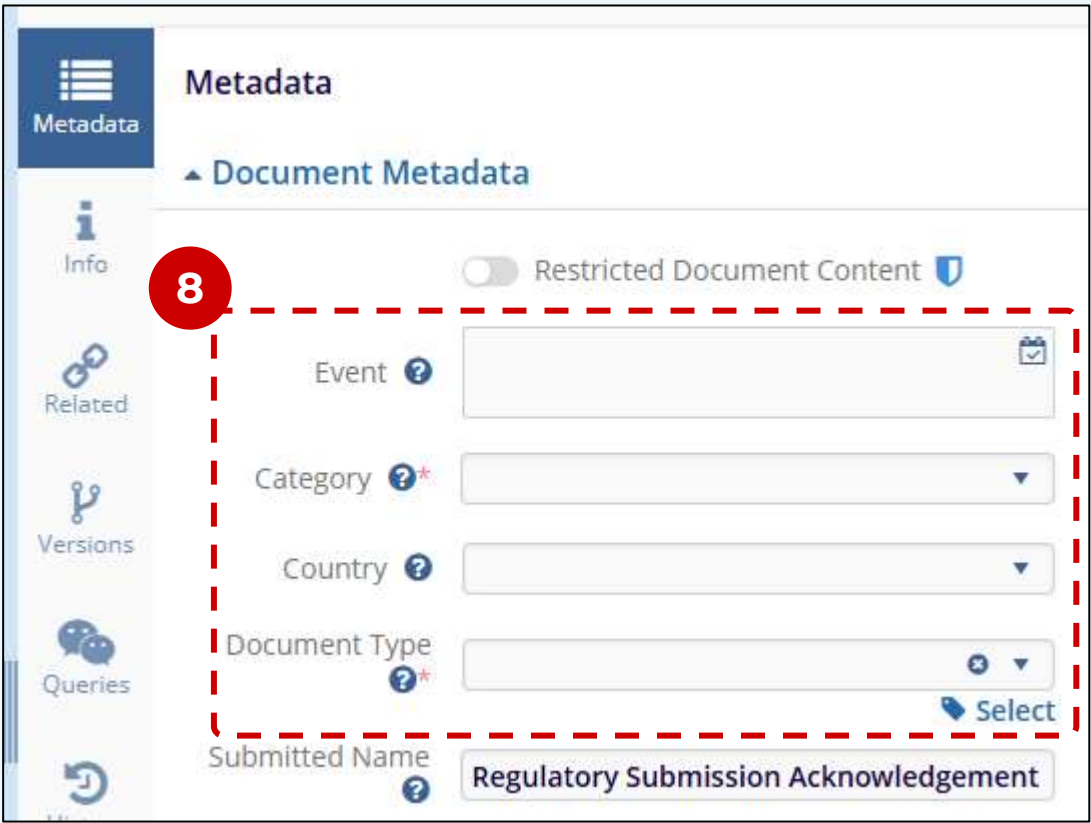 Metadata
Metadata
Document Metadata
Info
8
Restricted Document Content
Event ?
Related
Category ?*
Versions
Country ?
Document Type
?*
Queries
Select
Submitted Name
?
Regulatory Submission Acknowledgement